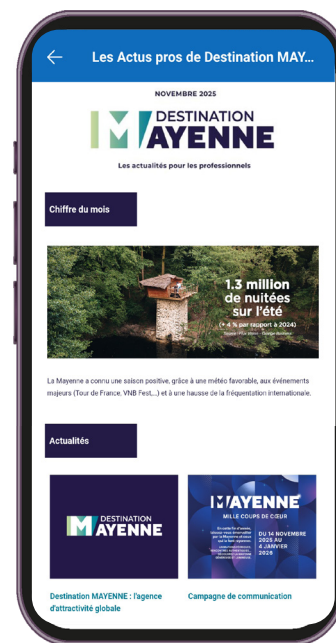 Les Actus pros de Destination MAY...
NOVEMBRE 2025
DESTINATION
MAYENNE
Les actualités pour les professionnels
Chiffre du mois
1.3 million
de nuitées
sur l'été
(+ 4 % par rapport à 2024)
La Mayenne a connu une saison positive, grâce à une météo favorable, aux événements
majeurs (Tour de France, VNB Fest,...) et à une hausse de la fréquentation internationale.
Actualités
DESTINATION
MAYENNE
MAYENNE
MILLE COUPS DE CŒUR
DU 14 NOVEMBRE
2025 AU
4 JANVIER
2026
Destination MAYENNE : l'agence
d'attractivité globale
Campagne de communication